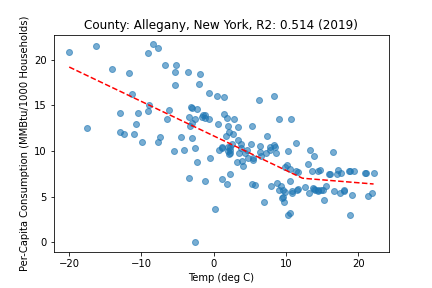 County: Allegany, New York, R2: 0.514 (2019)
Per-Capita Consumption (MMBtu/1000 Households)
20
15
10
5
0
−20 −10 0 10 20
Temp (deg C)